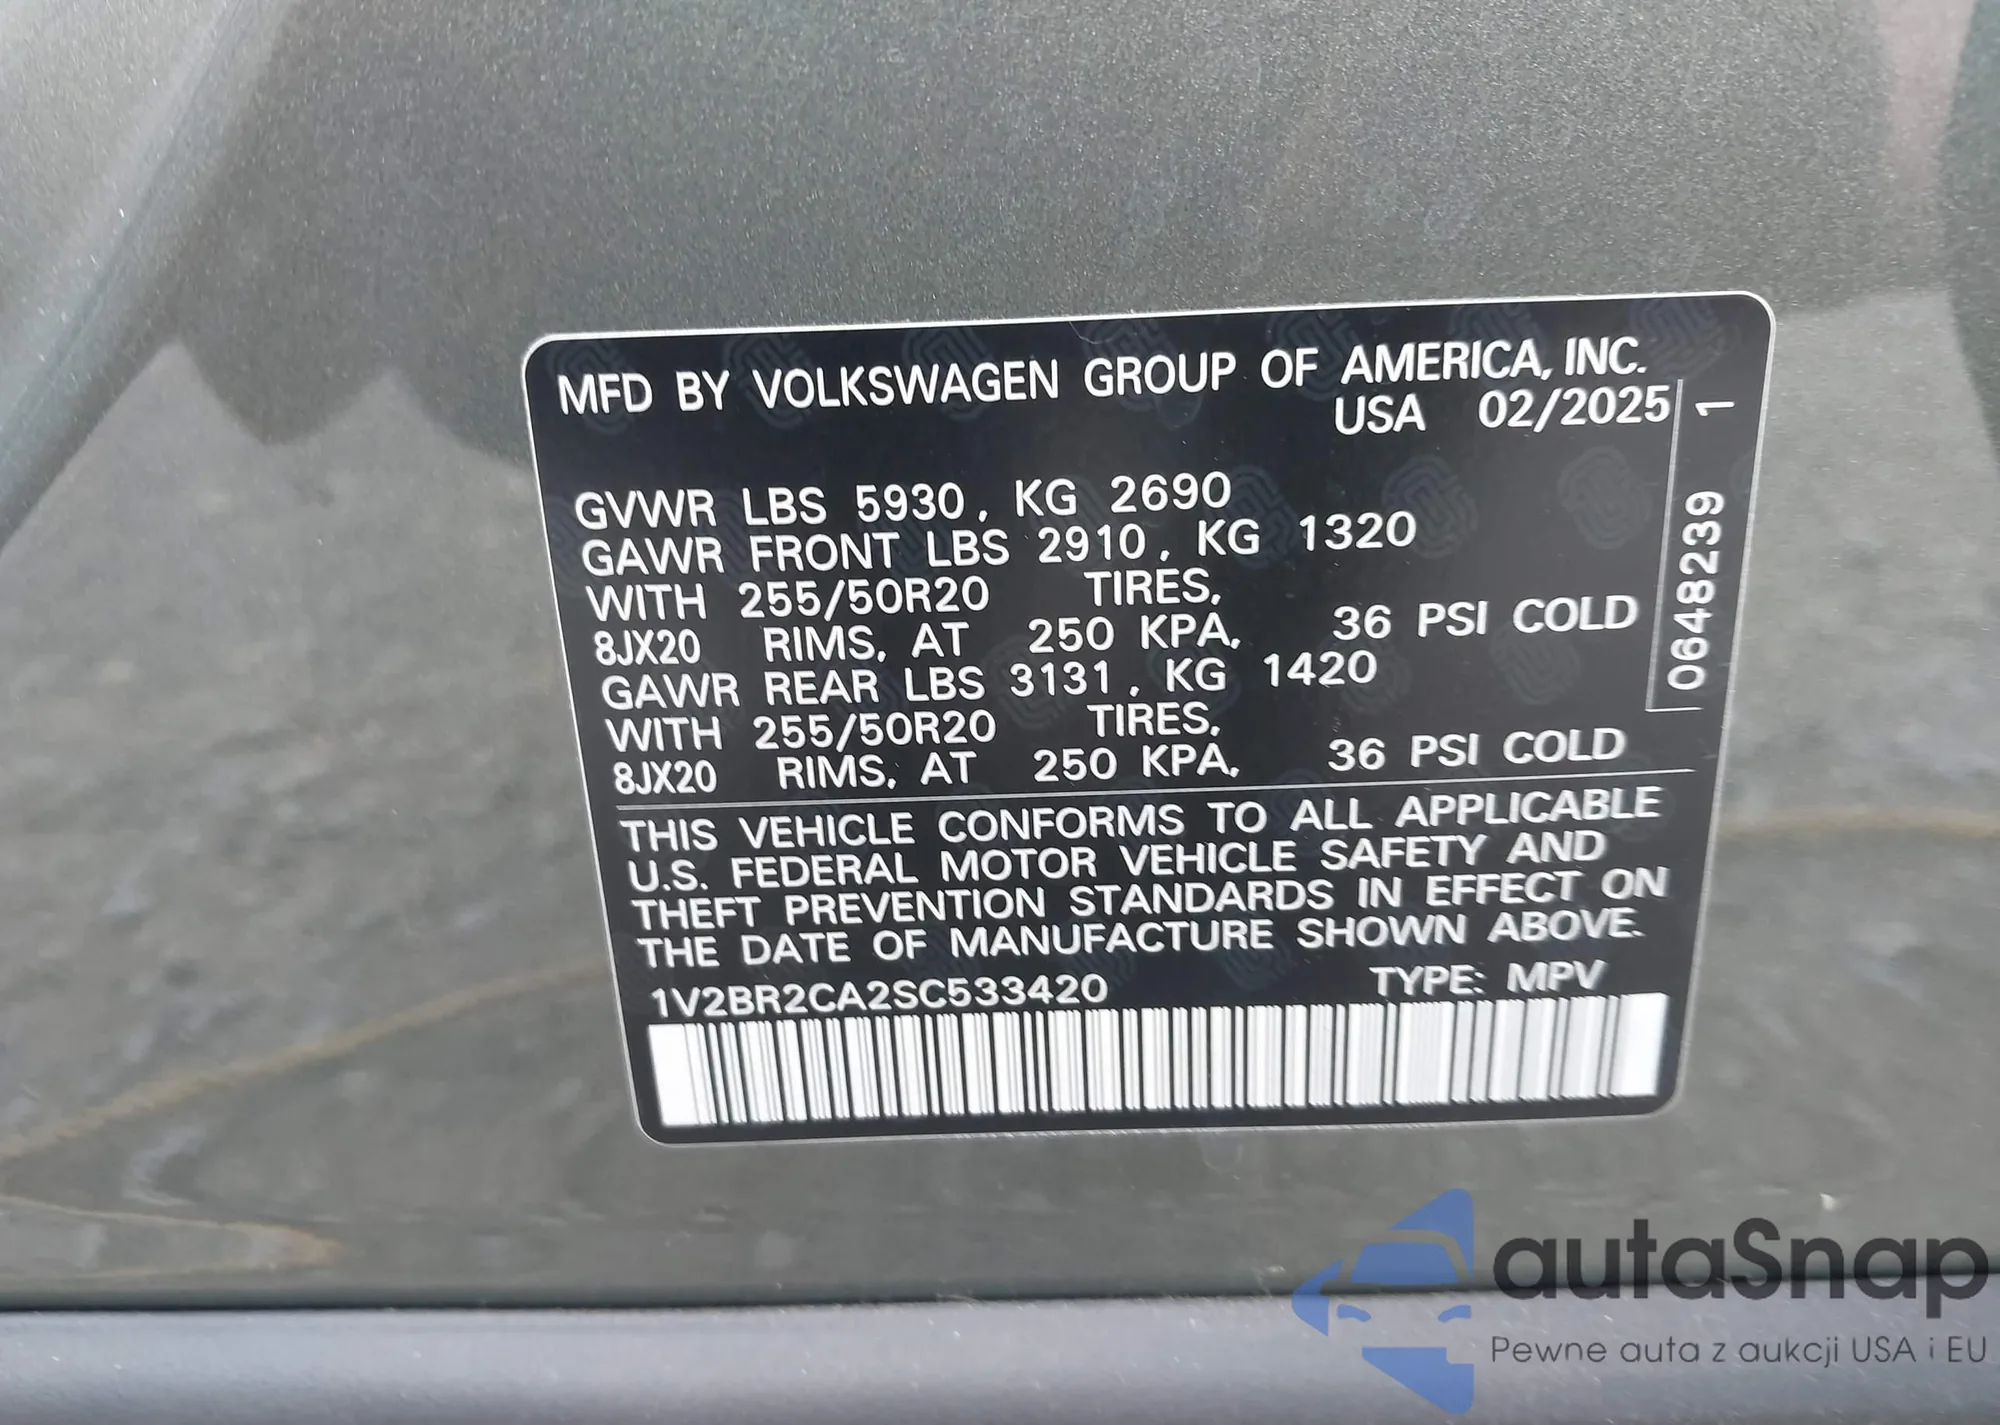 MFD BY VOLKSWAGEN GROUP OF AMERICA, INC.
USA 02/2025
GVWR LBS 5930, KG 2690
GAWR FRONT LBS 2910, KG 1320
WITH 255/50R20 TIRES,
8JX20 RIMS, AT 250 KPA, 36 PSI COLD
GAWR REAR LBS 3131, KG 1420
WITH 255/50R20 TIRES,
8JX20 RIMS, AT 250 KPA, 36 PSI COLD
THIS VEHICLE CONFORMS TO ALL APPLICABLE
U.S. FEDERAL MOTOR VEHICLE SAFETY AND
THEFT PREVENTION STANDARDS IN EFFECT ON
THE DATE OF MANUFACTURE SHOWN ABOVE.
1V2BR2CA2SC533420 TYPE: MPV
0648239 1
autaSnap
Pewne auta z aukcji USA i EU